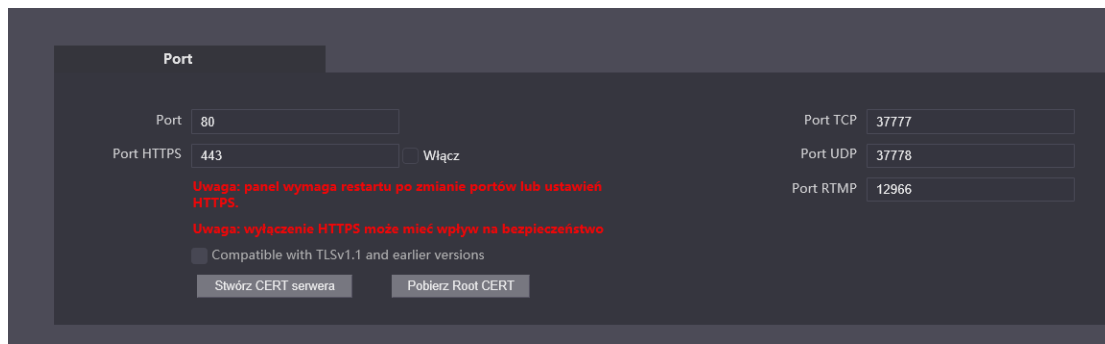 Port
Port 80
Port HTTPS 443 Włącz
Uwaga: panel wymaga restartu po zmianie portów lub ustawień
HTTPS.
Uwaga: wyłączenie HTTPS może mieć wpływ na bezpieczeństwo
Compatible with TLSv1.1 and earlier versions
Stwórz CERT serwera Pobierz Root CERT
Port TCP 37777
Port UDP 37778
Port RTMP 12966